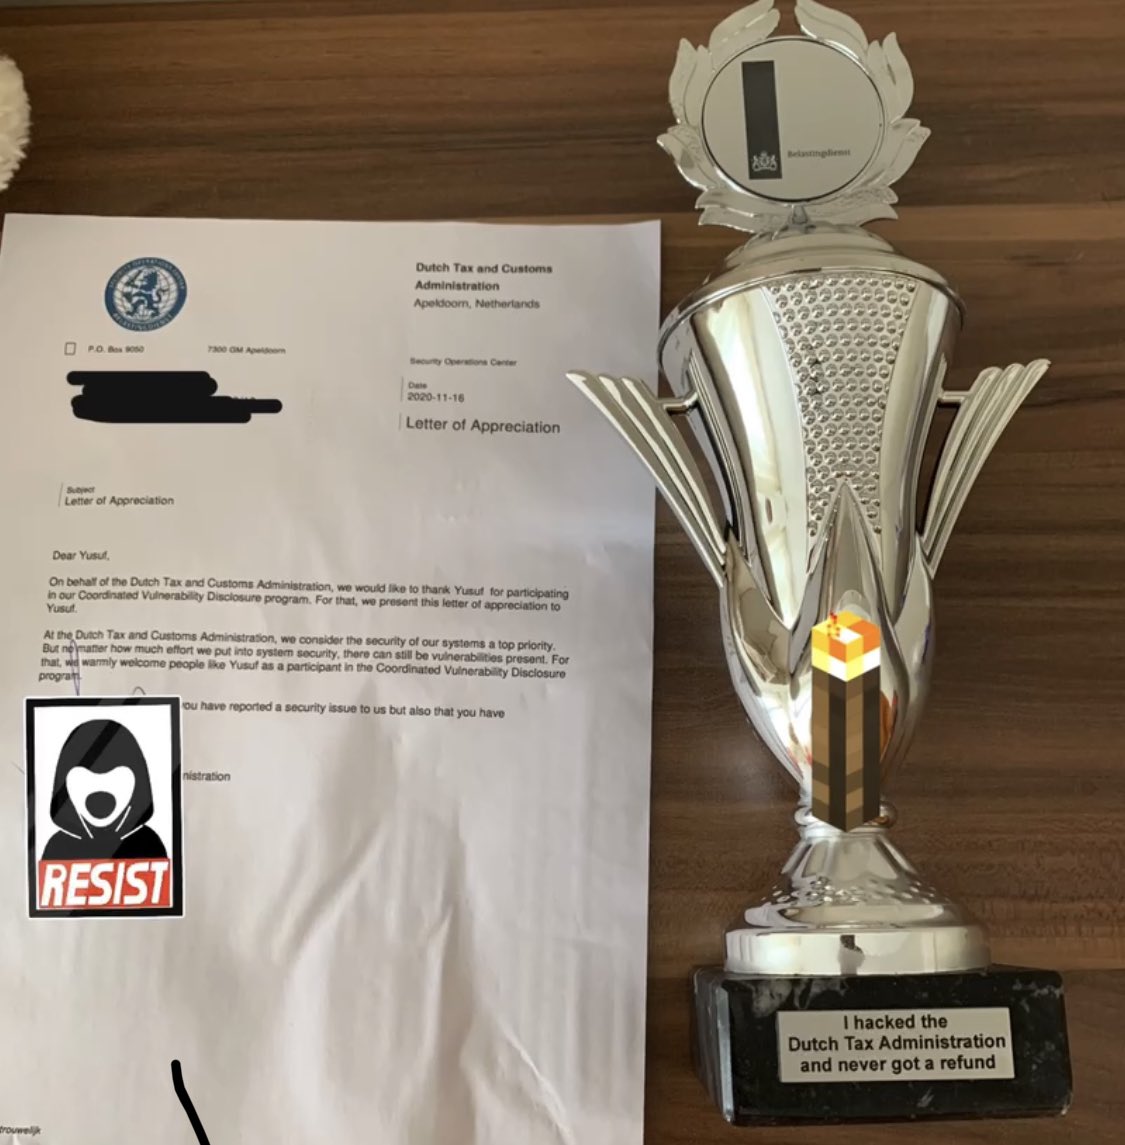 Belastingdienst
Dutch Tax and Customs
Administration
Apeldoorn, Netherlands
P.O. Box 9050 7300 GM Apeldoorn
Security Operations Center
Date
2020-11-16
Letter of Appreciation
Subject
Letter of Appreciation
Dear Yusuf,
On behalf of the Dutch Tax and Customs Administration, we would like to thank Yusuf for participating
in our Coordinated Vulnerability Disclosure program. For that, we present this letter of appreciation to
Yusuf.
At the Dutch Tax and Customs Administration, we consider the security of our systems a top priority.
But no matter how much effort we put into system security, there can still be vulnerabilities present. For
that, we warmly welcome people like Yusuf as a participant in the Coordinated Vulnerability Disclosure
program.
you have reported a security issue to us but also that you have
nistration
RESIST
trouwelijk
I hacked the
Dutch Tax Administration
and never got a refund